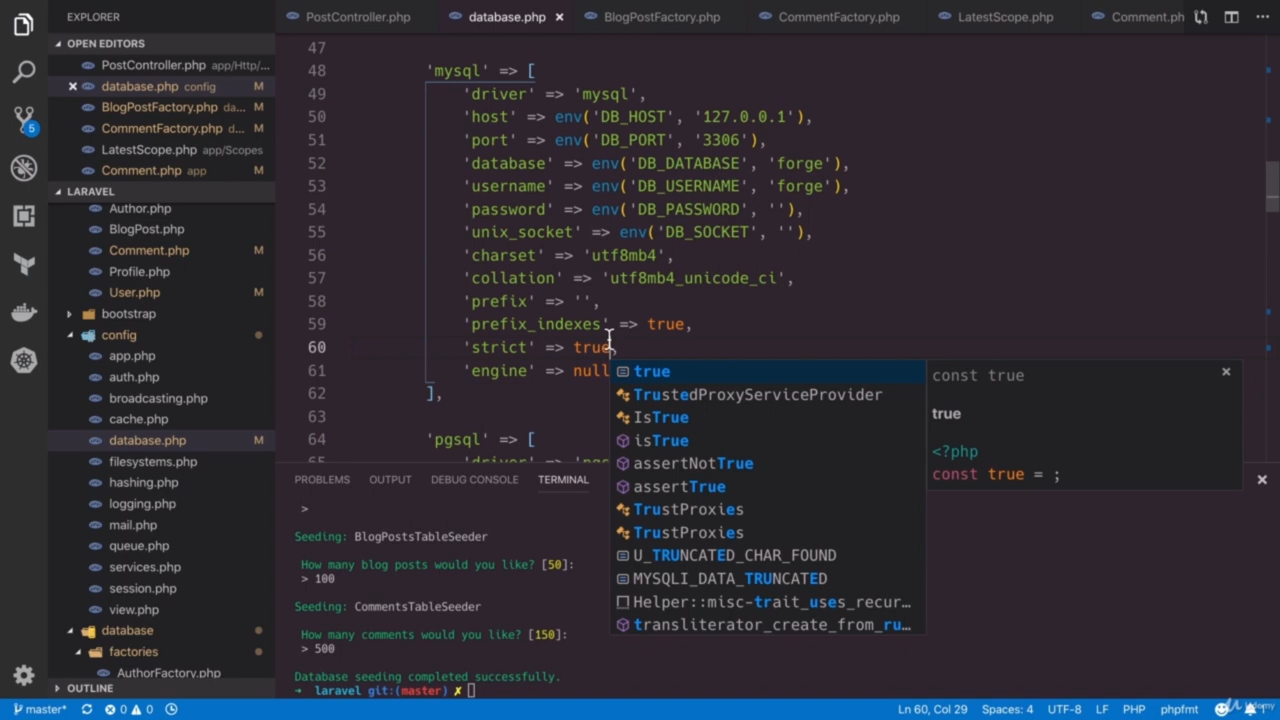 EXPLORER
PostController.php
database.php ×
BlogPostFactory.php
CommentFactory.php
LatestScope.php
Comment.ph
OPEN EDITORS
PostController.php app/Http/...
× database.php config M
BlogPostFactory.php da... M
CommentFactory.php d... M
LatestScope.php app/Scopes
Comment.php app M
LARAVEL
Author.php
BlogPost.php
Comment.php M
Profile.php
User.php M
bootstrap
config
app.php
auth.php
broadcasting.php
cache.php
database.php M
filesystems.php
hashing.php
logging.php
mail.php
queue.php
services.php
session.php
view.php
database
factories
AuthorFactory.php
OUTLINE
5
47
48 'mysql' => [
49 'driver' => 'mysql',
50 'host' => env('DB_HOST', '127.0.0.1'),
51 'port' => env('DB_PORT', '3306'),
52 'database' => env('DB_DATABASE', 'forge'),
53 'username' => env('DB_USERNAME', 'forge'),
54 'password' => env('DB_PASSWORD', ''),
55 'unix_socket' => env('DB_SOCKET', ''),
56 'charset' => 'utf8mb4',
57 'collation' => 'utf8mb4_unicode_ci',
58 'prefix' => '',
59 'prefix_indexes' => true,
60 'strict' => true,
61 'engine' => null
62 ],
63
64 'pgsql' => [
65
true
TrustedProxyServiceProvider
IsTrue
isTrue
assertNotTrue
assertTrue
TrustProxies
TrustProxies
U_TRUNCATED_CHAR_FOUND
MYSQLI_DATA_TRUNCATED
Helper::misc-trait_uses_recur...
transliterator_create_from_ru...
const true
true
<?php
const true = ;
PROBLEMS OUTPUT DEBUG CONSOLE TERMINAL
>
Seeding: BlogPostsTableSeeder
How many blog posts would you like? [50]:
> 100
Seeding: CommentsTableSeeder
How many comments would you like? [150]:
> 500
Database seeding completed successfully.
➜ laravel git:(master) ✗
master* 0 0
Ln 60, Col 29 Spaces: 4 UTF-8 LF PHP phpfmt
Udemy